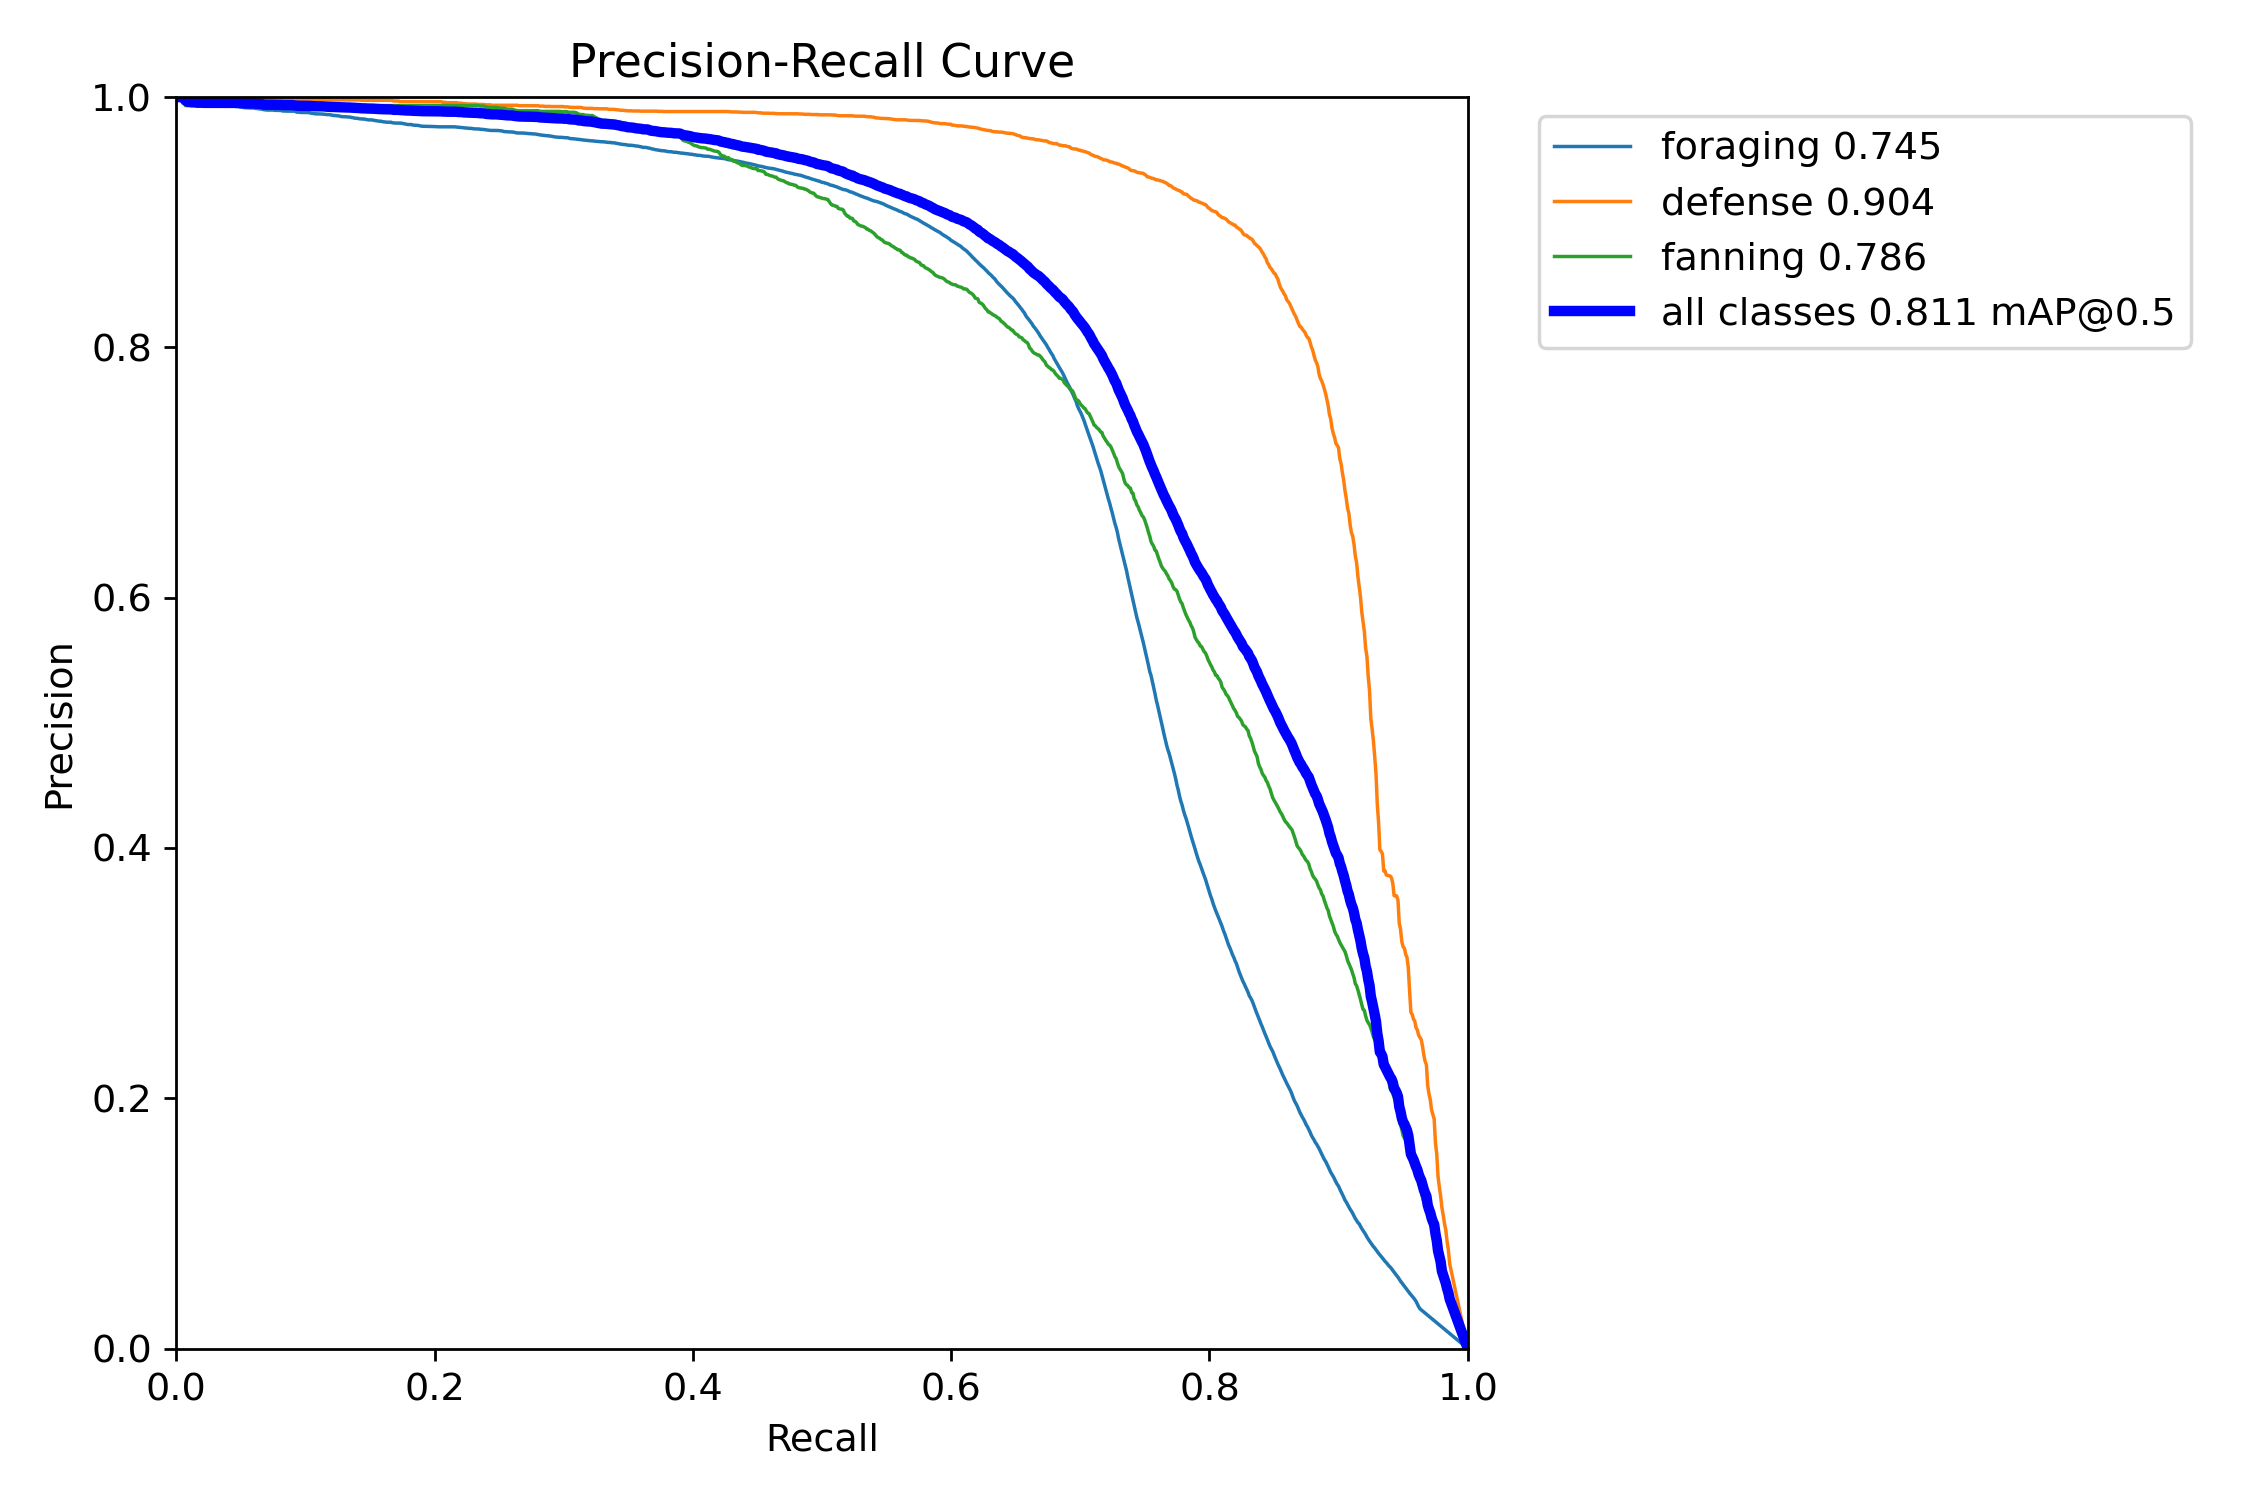 Precision-Recall Curve
1.0
0.8
0.6
0.4
0.2
0.0
Precision
0.0 0.2 0.4 0.6 0.8 1.0
Recall
foraging 0.745
defense 0.904
fanning 0.786
all classes 0.811 mAP@0.5